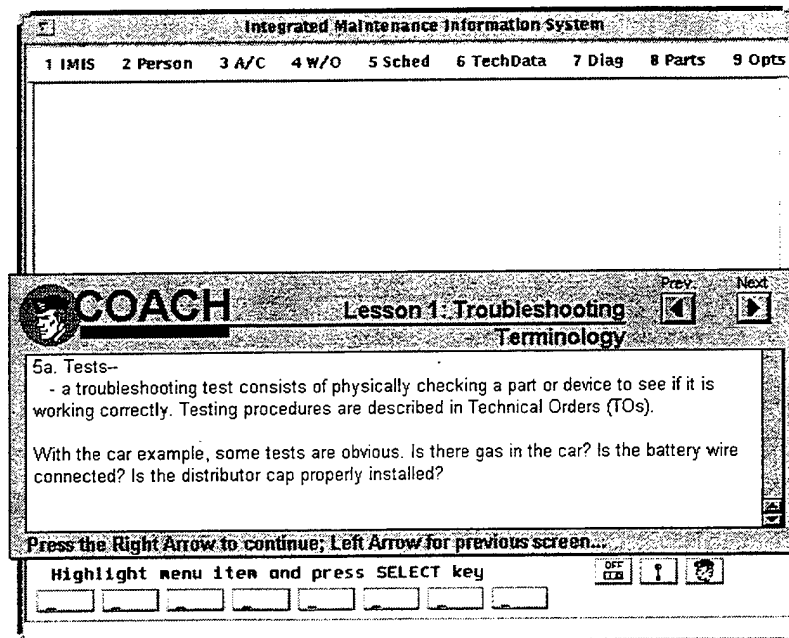 Integrated Maintenance Information System
1 IMIS 2 Person 3 A/C 4 W/O 5 Sched 6 TechData 7 Diag 8 Parts 9 Opts
COACH
Lesson 1: Troubleshooting
Terminology
Prev. Next
5a. Tests--
- a troubleshooting test consists of physically checking a part or device to see if it is
working correctly. Testing procedures are described in Technical Orders (TOs).
With the car example, some tests are obvious. Is there gas in the car? Is the battery wire
connected? Is the distributor cap properly installed?
Press the Right Arrow to continue; Left Arrow for previous screen...
Highlight menu item and press SELECT key
OFF